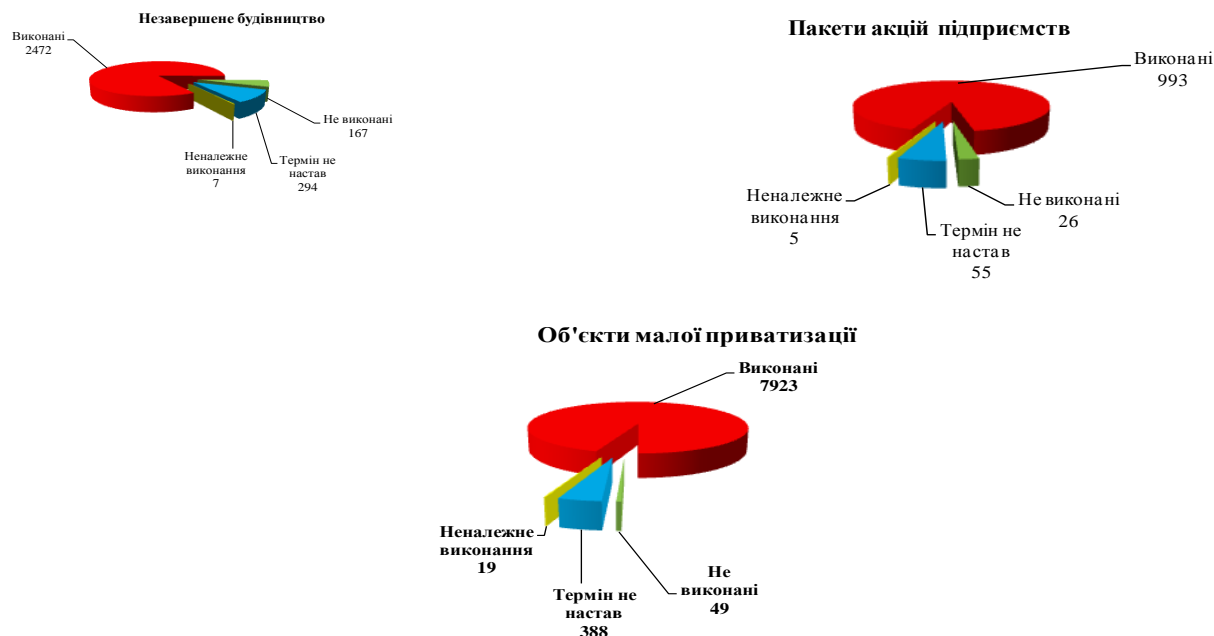 Незавершене будівництво
Виконані
2472
Не виконані
167
Термін не
настав
294
Неналежне
виконання
7
Пакети акцій підприємств
Виконані
993
Не виконані
26
Термін не
настав
55
Неналежне
виконання
5
Об'єкти малої приватизації
Виконані
7923
Неналежне
виконання
19
Термін не
настав
388
Не
виконані
49